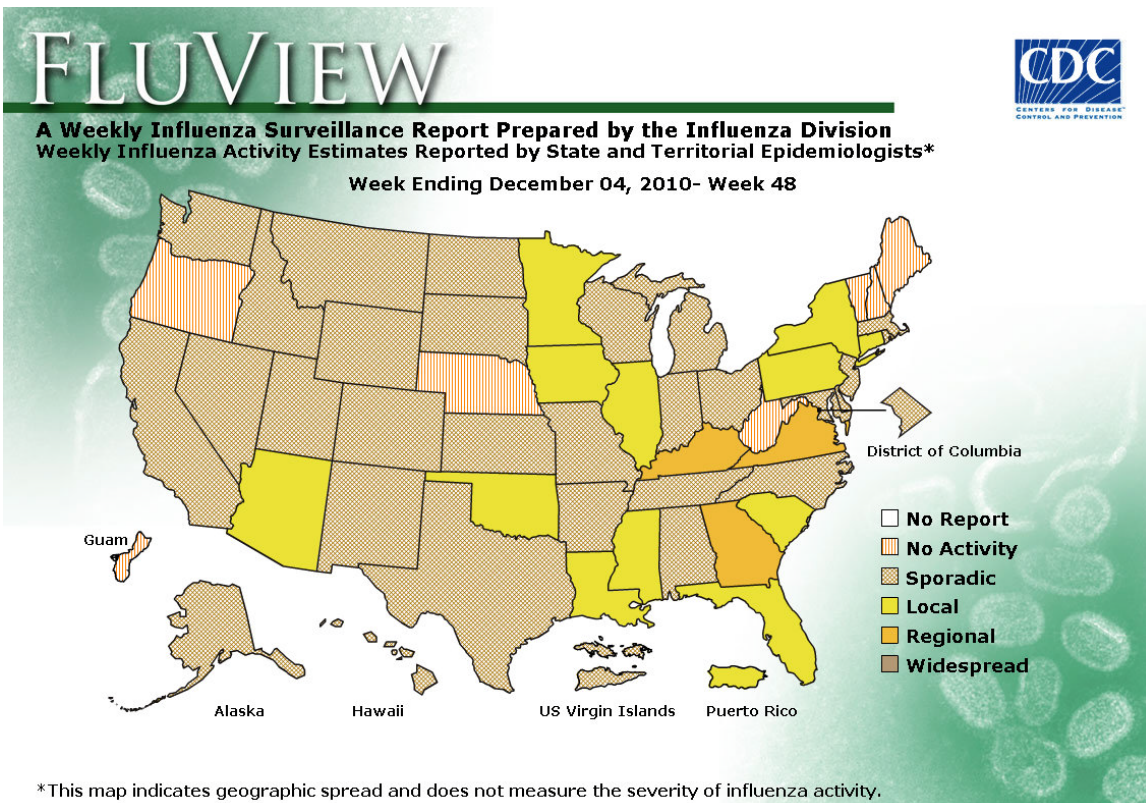 FLUVIEW
CDC
CENTERS FOR DISEASE™
CONTROL AND PREVENTION
A Weekly Influenza Surveillance Report Prepared by the Influenza Division
Weekly Influenza Activity Estimates Reported by State and Territorial Epidemiologists*
Week Ending December 04, 2010- Week 48
District of Columbia
No Report
Guam
No Activity
Sporadic
Local
Regional
Widespread
Alaska
Hawaii
US Virgin Islands
Puerto Rico
*This map indicates geographic spread and does not measure the severity of influenza activity.